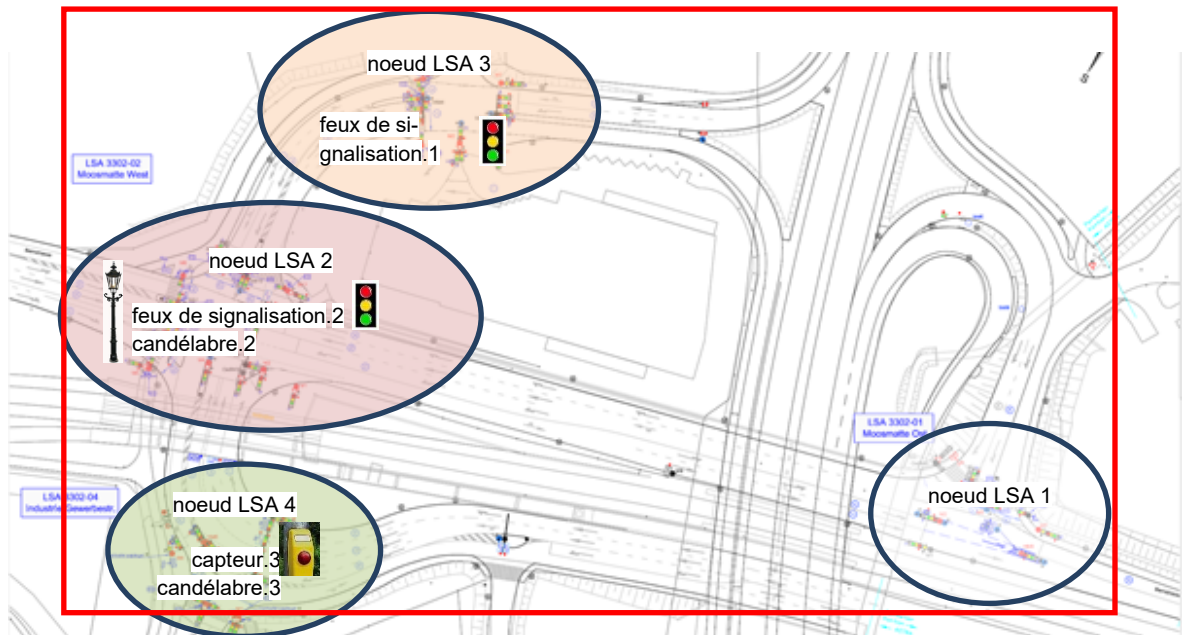 noeud LSA 3
feux de si-
gnalisation.1
LSA 3302-02
Moosmatte West
noeud LSA 2
feux de signalisation.2
candélabre.2
S
LSA 3302-01
Moosmatte Ost
noeud LSA 1
LSA 3302-04
Industrie Gewerbestr.
noeud LSA 4
capteur.3
candélabre.3